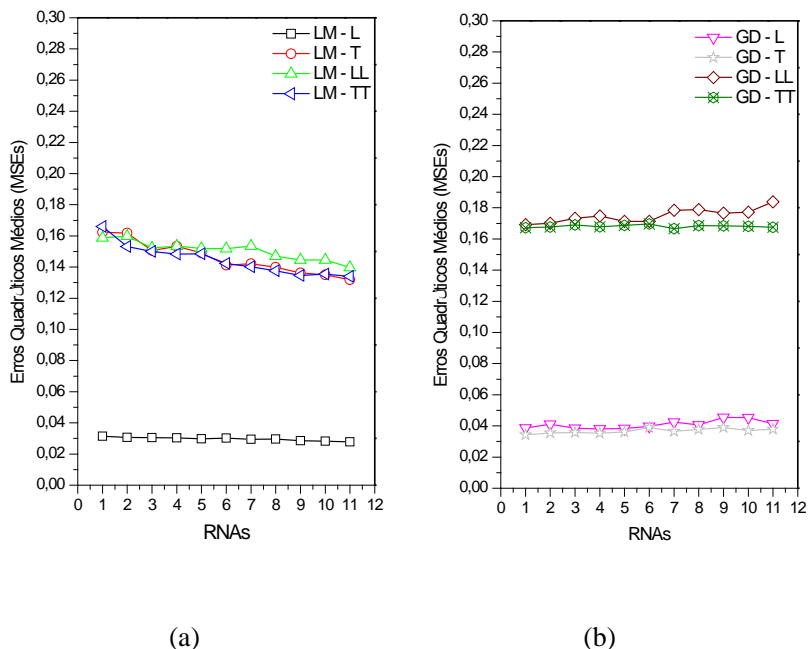 0,30
0,28
0,26
0,24
0,22
0,20
0,18
0,16
0,14
0,12
0,10
0,08
0,06
0,04
0,02
0,00
Erros Quadráticos Médios (MSEs)
LM - L
LM - T
LM - LL
LM - TT
0 1 2 3 4 5 6 7 8 9 10 11 12
RNAs
(a)
0,30
0,28
0,26
0,24
0,22
0,20
0,18
0,16
0,14
0,12
0,10
0,08
0,06
0,04
0,02
0,00
Erros Quadráticos Médios (MSEs)
GD - L
GD - T
GD - LL
GD - TT
0 1 2 3 4 5 6 7 8 9 10 11 12
RNAs
(b)